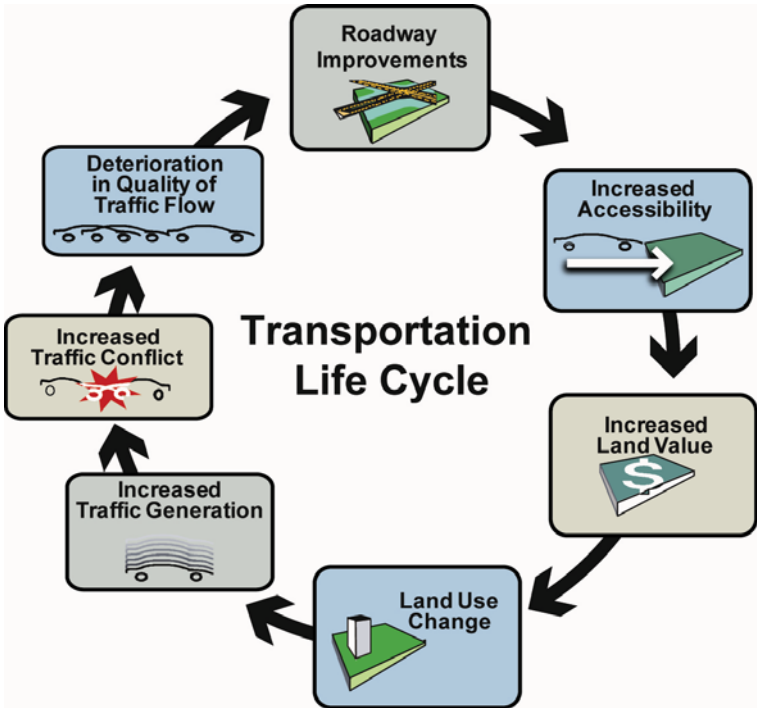 Roadway
Improvements
Increased
Accessibility
Increased
Land Value
$
Land Use
Change
Increased
Traffic Generation
Increased
Traffic Conflict
Deterioration
in Quality of
Traffic Flow
Transportation
Life Cycle